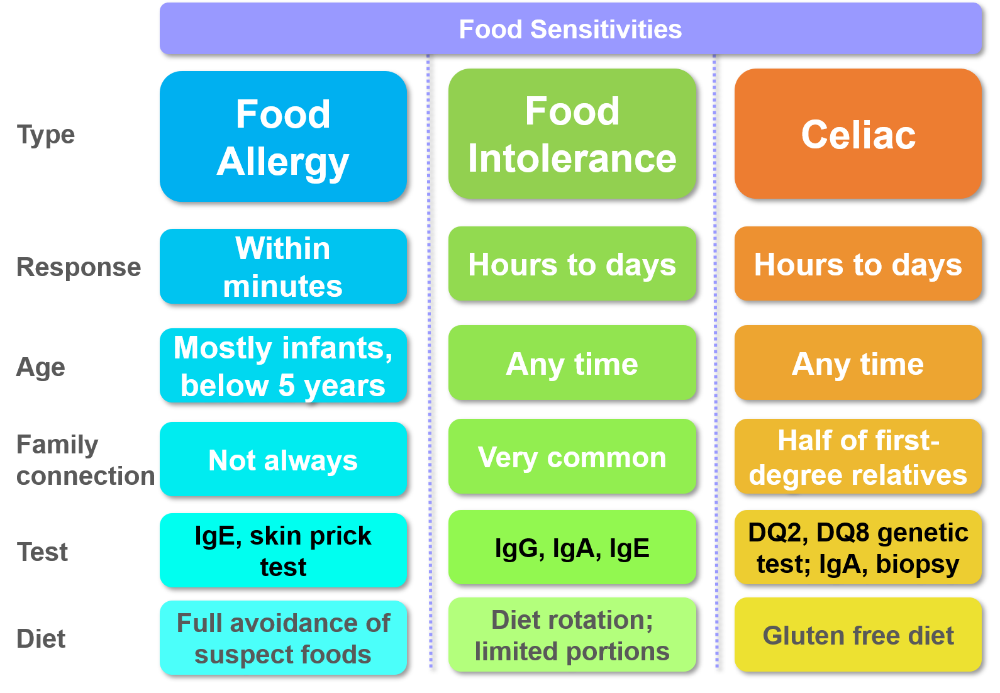 Food Sensitivities
Type
Food
Allergy
Food
Intolerance
Celiac
Response
Within
minutes
Hours to days
Hours to days
Age
Mostly infants,
below 5 years
Any time
Any time
Family
connection
Not always
Very common
Half of first-
degree relatives
Test
IgE, skin prick
test
IgG, IgA, IgE
DQ2, DQ8 genetic
test; IgA, biopsy
Diet
Full avoidance of
suspect foods
Diet rotation;
limited portions
Gluten free diet